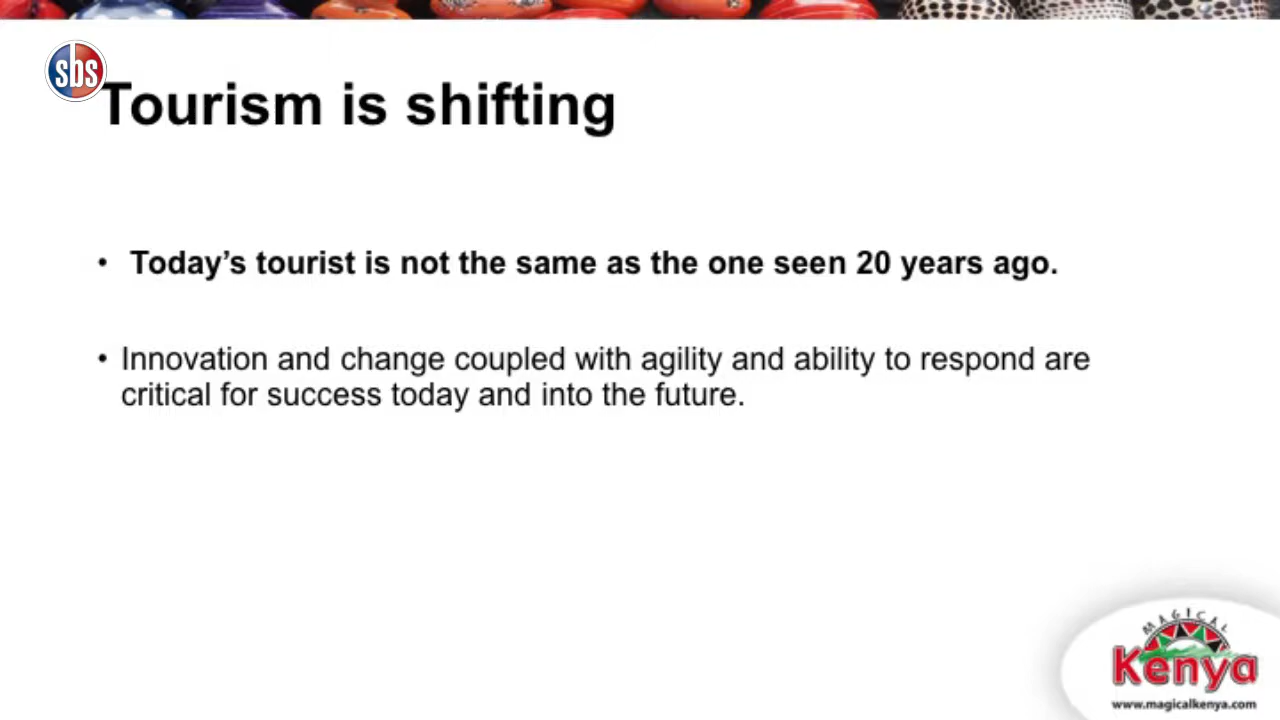 sbs
Tourism is shifting
• Today’s tourist is not the same as the one seen 20 years ago.
• Innovation and change coupled with agility and ability to respond are
critical for success today and into the future.
MAGICAL
Kenya
www.magicalkenya.com